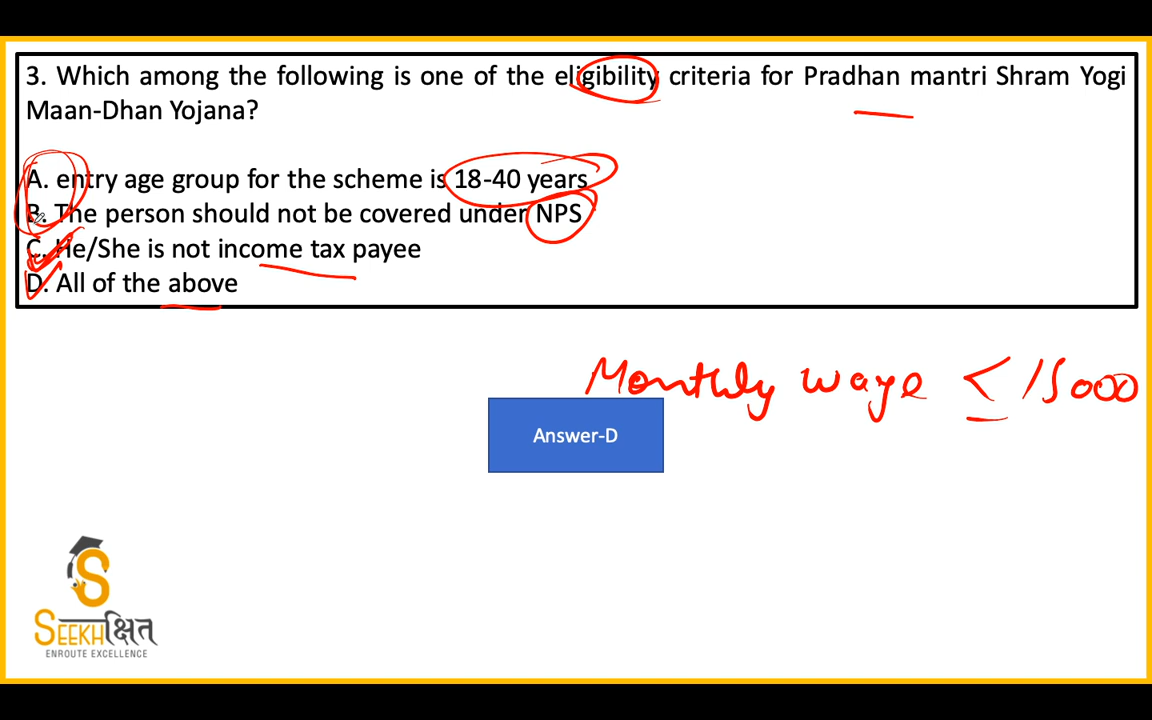 3. Which among the following is one of the eligibility criteria for Pradhan mantri Shram Yogi
Maan-Dhan Yojana?
A. entry age group for the scheme is 18-40 years
B. The person should not be covered under NPS
C. He/She is not income tax payee
D. All of the above
Monthly wage ≤ 15000
Answer-D
SEEKHक्षित
ENROUTE EXCELLENCE